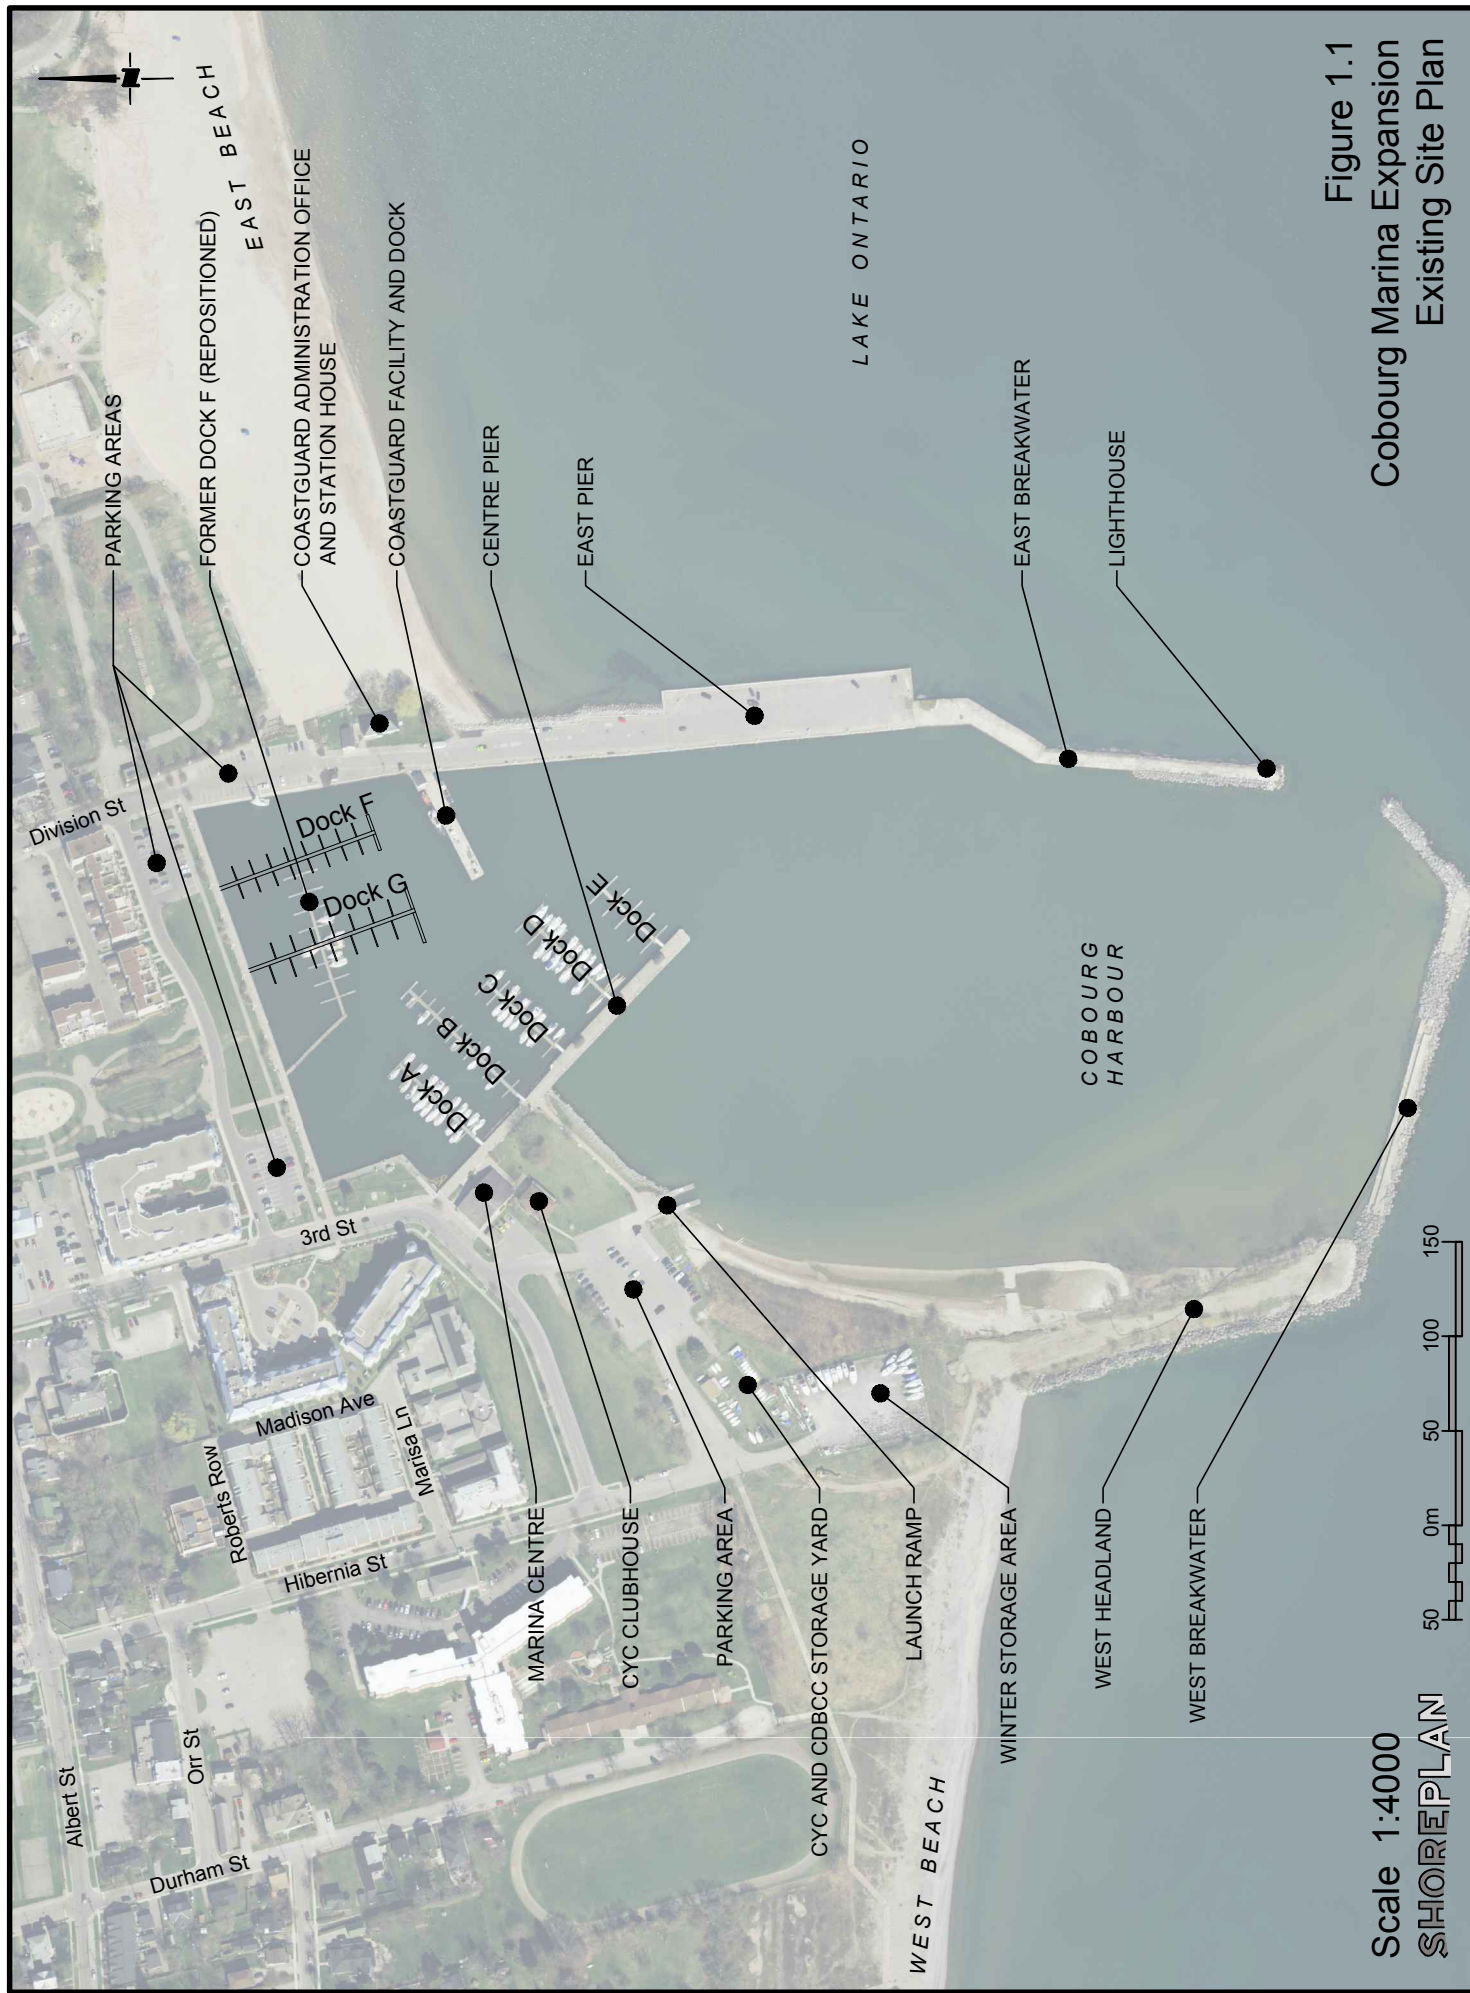 PARKING AREAS
FORMER DOCK F (REPOSITIONED)
COASTGUARD ADMINISTRATION OFFICE
AND STATION HOUSE
COASTGUARD FACILITY AND DOCK
CENTRE PIER
EAST PIER
EAST BREAKWATER
LIGHTHOUSE
EAST BEACH
LAKE ONTARIO
Division St
Dock F
Dock G
Dock E
Dock D
Dock C
Dock B
Dock A
COBOURG
HARBOUR
3rd St
Madison Ave
Marisa Ln
Roberts Row
Hibernia St
Albert St
Orr St
Durham St
MARINA CENTRE
CYC CLUBHOUSE
PARKING AREA
CYC AND CDBCC STORAGE YARD
LAUNCH RAMP
WINTER STORAGE AREA
WEST HEADLAND
WEST BREAKWATER
WEST BEACH
N
Scale 1:4000
SHOREPLAN
50 0m 50 100 150
Figure 1.1
Cobourg Marina Expansion
Existing Site Plan